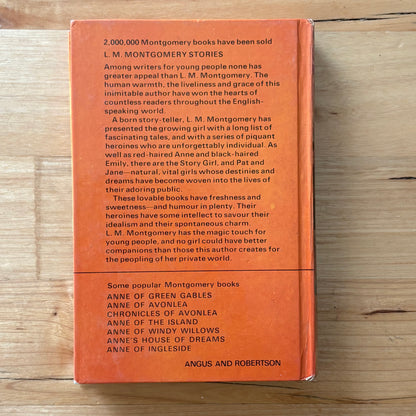 2,000,000 Montgomery books have been sold
L. M. MONTGOMERY STORIES
Among writers for young people none has
greater appeal than L. M. Montgomery. The
human warmth, the liveliness and grace of this
inimitable author have won the hearts of
countless readers throughout the English-
speaking world.
A born story-teller, L. M. Montgomery has
presented the growing girl with a long list of
fascinating tales, and with a series of piquant
heroines who are unforgettably individual. As
well as red-haired Anne and black-haired
Emily, there are the Story Girl, and Pat and
Jane—natural, vital girls whose destinies and
dreams have become woven into the lives of
their adoring public.
These lovable books have freshness and
sweetness—and humour in plenty. Their
heroines have some intellect to savour their
idealism and their spontaneous charm.
L. M. Montgomery has the magic touch for
young people, and no girl could have better
companions than those this author creates for
the peopling of her private world.
Some popular Montgomery books
ANNE OF GREEN GABLES
ANNE OF AVONLEA
CHRONICLES OF AVONLEA
ANNE OF THE ISLAND
ANNE OF WINDY WILLOWS
ANNE'S HOUSE OF DREAMS
ANNE OF INGLESIDE
ANGUS AND ROBERTSON